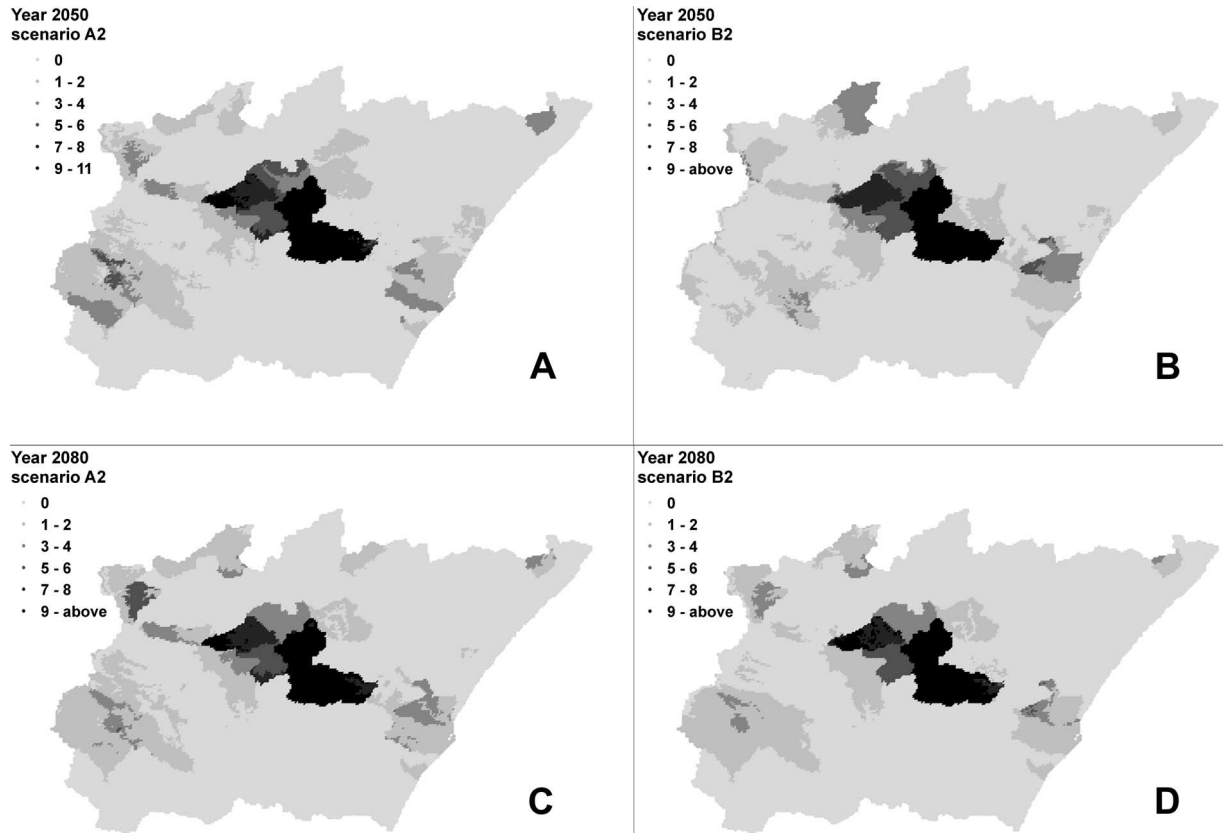 Year 2050
scenario A2
0
1 - 2
3 - 4
5 - 6
7 - 8
9 - 11
A
Year 2050
scenario B2
0
1 - 2
3 - 4
5 - 6
7 - 8
9 - above
B
Year 2080
scenario A2
0
1 - 2
3 - 4
5 - 6
7 - 8
9 - above
C
Year 2080
scenario B2
0
1 - 2
3 - 4
5 - 6
7 - 8
9 - above
D